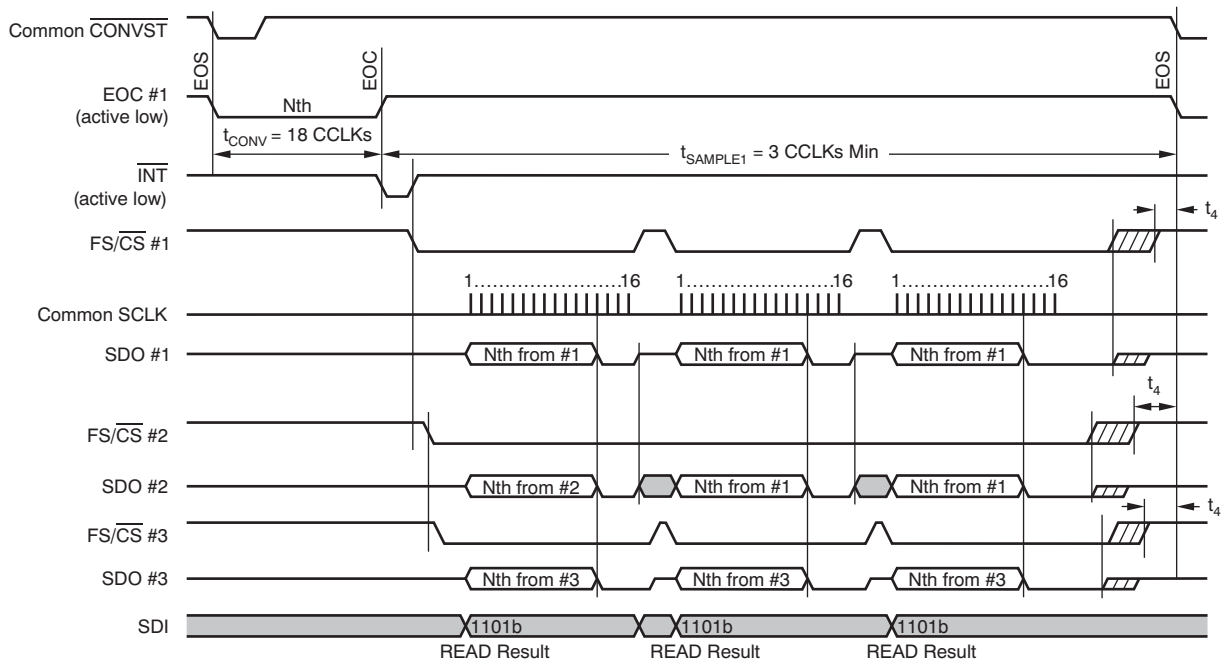 Common CONVST
EOS
EOC
EOS
EOC #1
(active low)
Nth
tCONV = 18 CCLKs
tSAMPLE1 = 3 CCLKs Min
INT
(active low)
t4
FS/CS #1
1......................16
1......................16
1......................16
Common SCLK
SDO #1
Nth from #1
Nth from #1
Nth from #1
t4
FS/CS #2
SDO #2
Nth from #2
Nth from #1
Nth from #1
t4
FS/CS #3
SDO #3
Nth from #3
Nth from #3
Nth from #3
SDI
1101b
1101b
1101b
READ Result
READ Result
READ Result